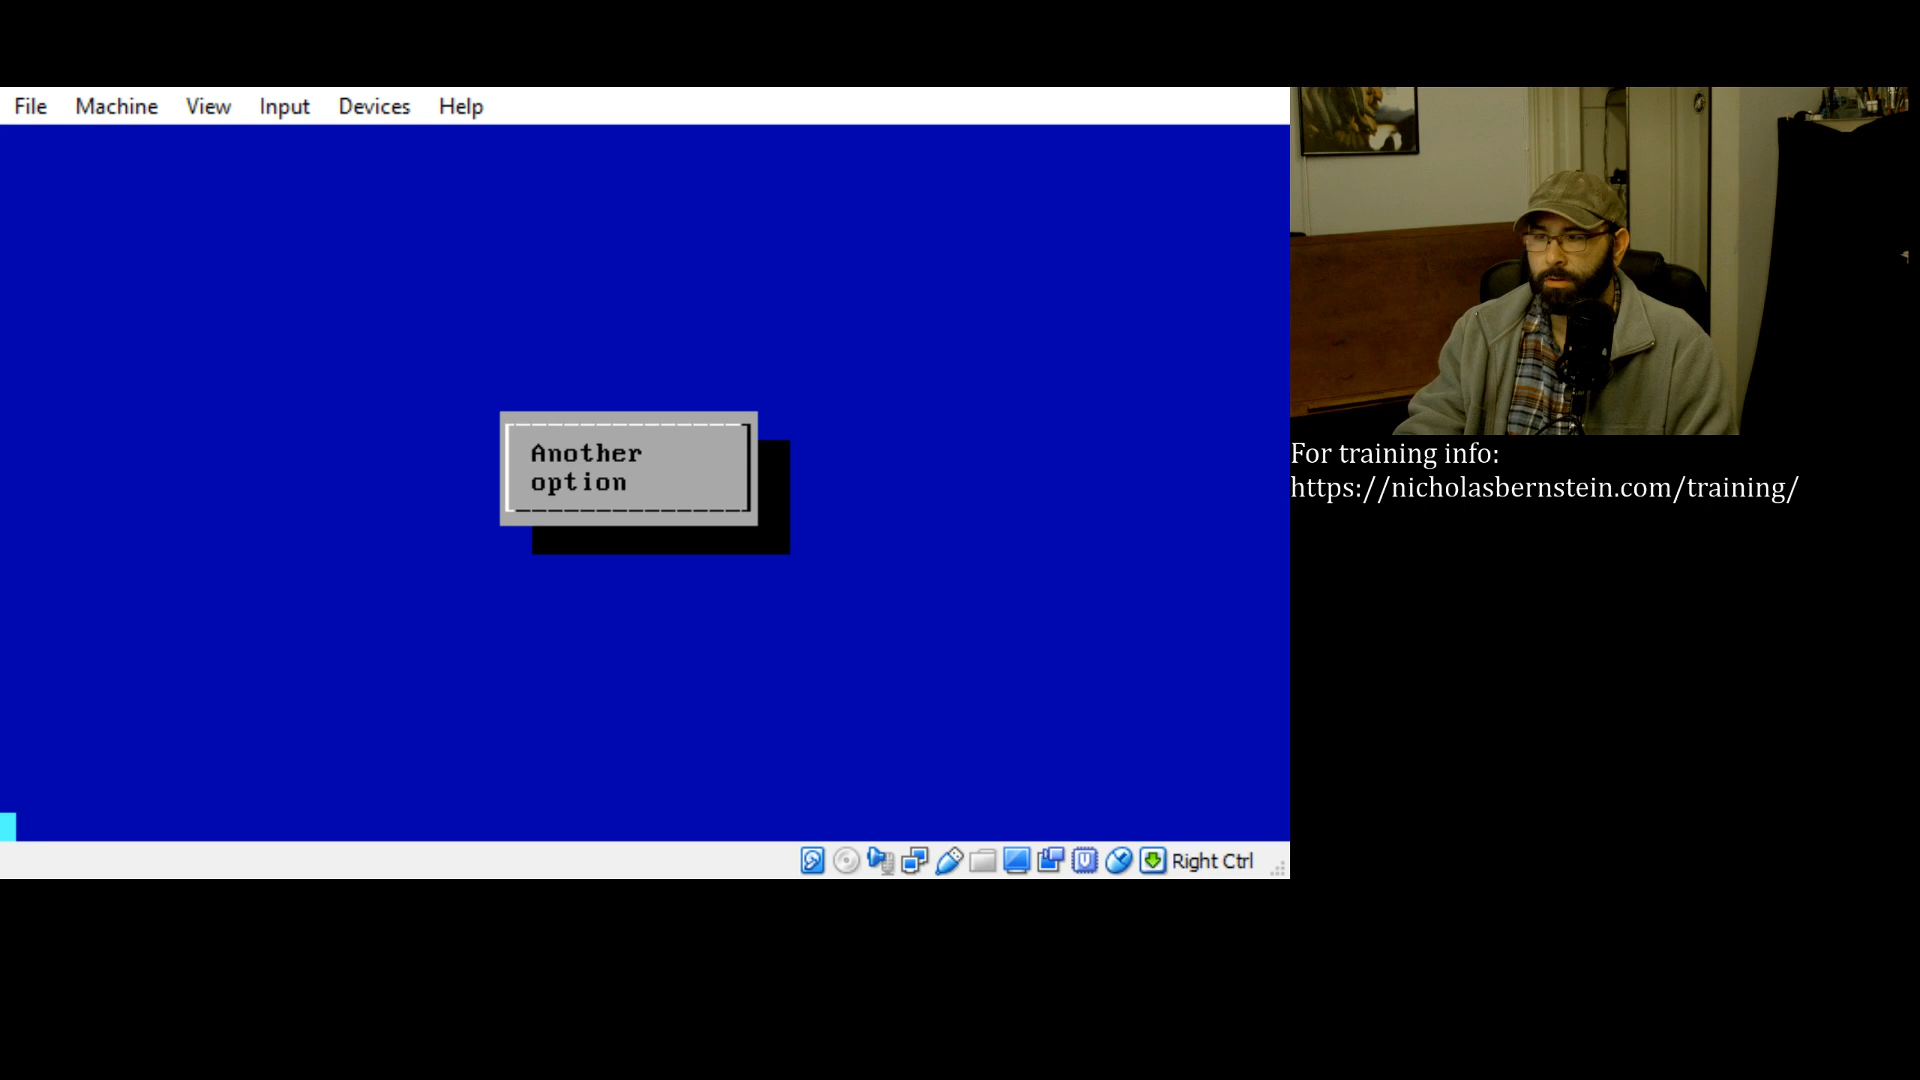 File Machine View Input Devices Help
Another
option
For training info:
https://nicholasbernstein.com/training/
Right Ctrl